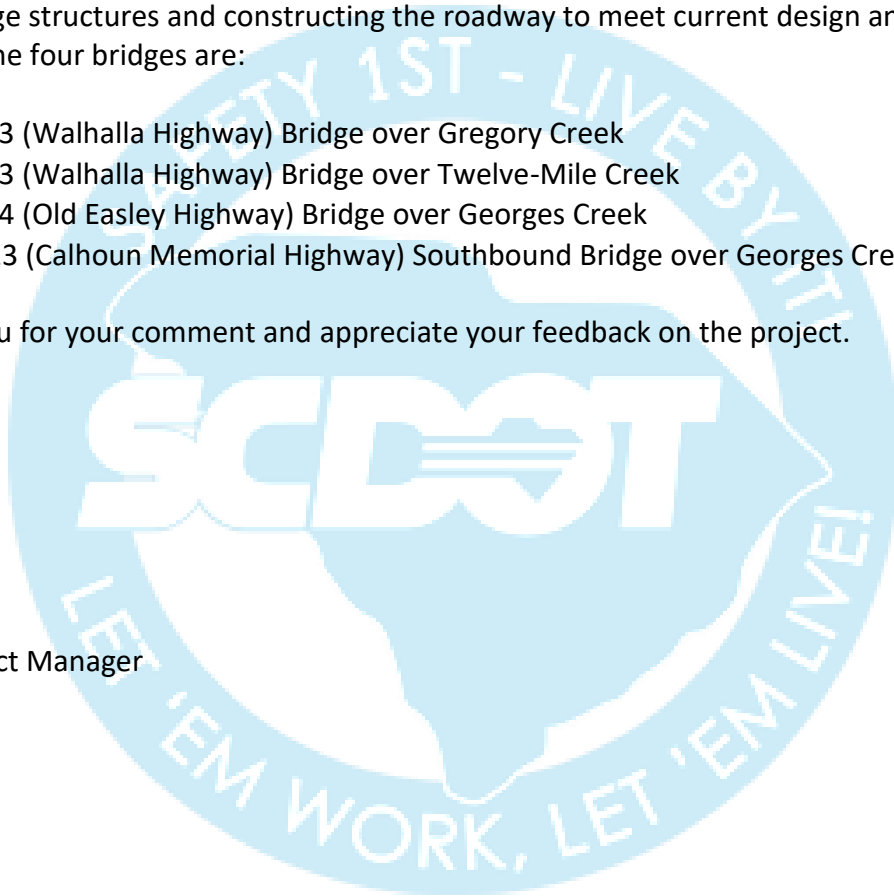 ge structures and constructing the roadway to meet current design an
he four bridges are:
3 (Walhalla Highway) Bridge over Gregory Creek
3 (Walhalla Highway) Bridge over Twelve-Mile Creek
4 (Old Easley Highway) Bridge over Georges Creek
23 (Calhoun Memorial Highway) Southbound Bridge over Georges Cre
u for your comment and appreciate your feedback on the project.
ct Manager
SAFETY 1ST - LIVE BY IT!
SCDOT
LET 'EM WORK, LET 'EM LIVE!